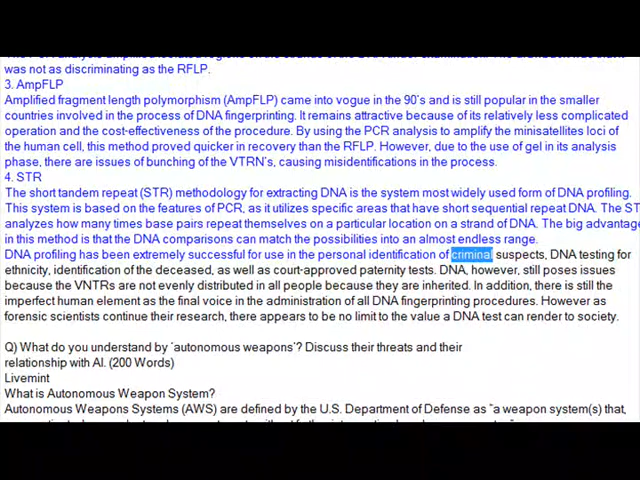 was not as discriminating as the RFLP.
3. AmpFLP
Amplified fragment length polymorphism (AmpFLP) came into vogue in the 90's and is still popular in the smaller
countries involved in the process of DNA fingerprinting. It remains attractive because of its relatively less complicated
operation and the cost-effectiveness of the procedure. By using the PCR analysis to amplify the minisatellites loci of
the human cell, this method proved quicker in recovery than the RFLP. However, due to the use of gel in its analysis
phase, there are issues of bunching of the VTRN's, causing misidentifications in the process.
4. STR
The short tandem repeat (STR) methodology for extracting DNA is the system most widely used form of DNA profiling.
This system is based on the features of PCR, as it utilizes specific areas that have short sequential repeat DNA. The ST
analyzes how many times base pairs repeat themselves on a particular location on a strand of DNA. The big advantage
in this method is that the DNA comparisons can match the possibilities into an almost endless range.
DNA profiling has been extremely successful for use in the personal identification of criminal suspects, DNA testing for
ethnicity, identification of the deceased, as well as court-approved paternity tests. DNA, however, still poses issues
because the VNTRs are not evenly distributed in all people because they are inherited. In addition, there is still the
imperfect human element as the final voice in the administration of all DNA fingerprinting procedures. However as
forensic scientists continue their research, there appears to be no limit to the value a DNA test can render to society.
Q) What do you understand by 'autonomous weapons'? Discuss their threats and their
relationship with AI. (200 Words)
Livemint
What is Autonomous Weapon System?
Autonomous Weapons Systems (AWS) are defined by the U.S. Department of Defense as "a weapon system(s) that,